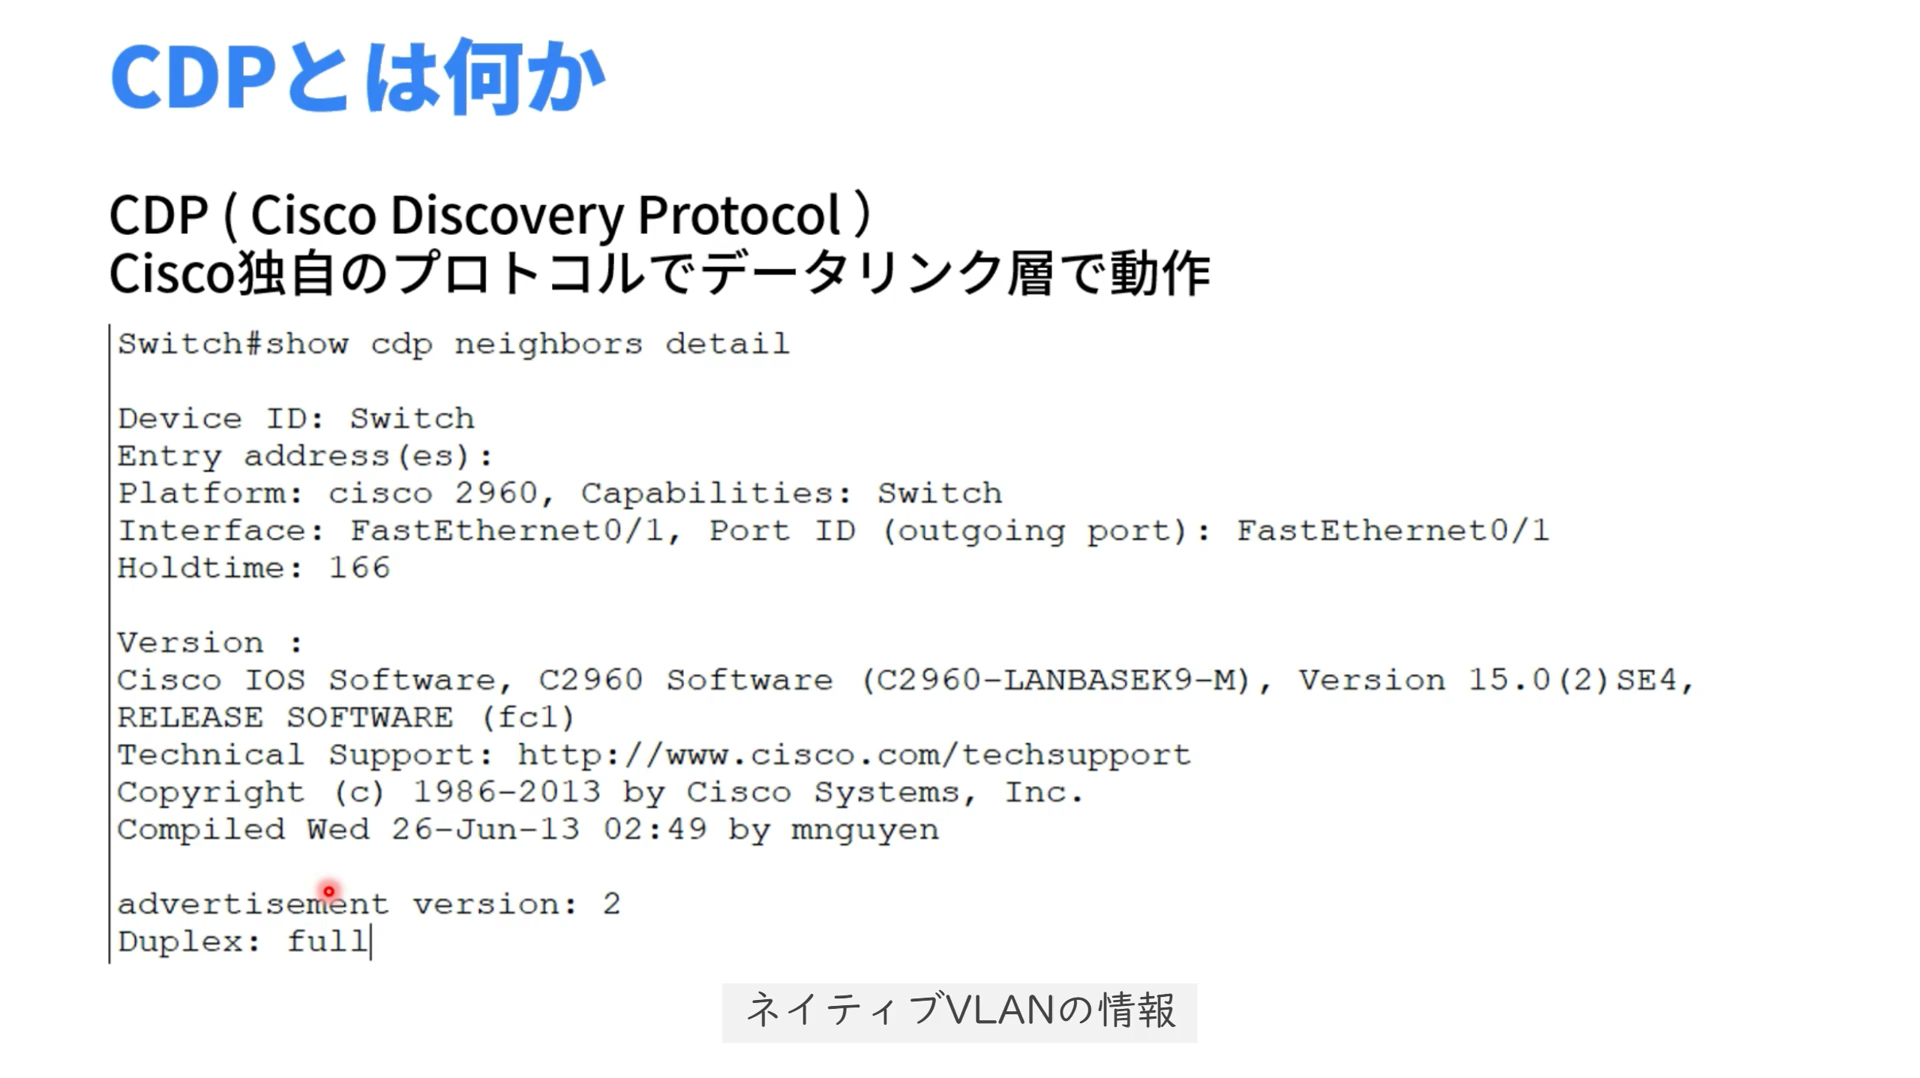 CDPとは何か
CDP ( Cisco Discovery Protocol )
Cisco独自のプロトコルでデータリンク層で動作
Switch#show cdp neighbors detail
Device ID: Switch
Entry address(es):
Platform: cisco 2960, Capabilities: Switch
Interface: FastEthernet0/1, Port ID (outgoing port): FastEthernet0/1
Holdtime: 166
Version :
Cisco IOS Software, C2960 Software (C2960-LANBASEK9-M), Version 15.0(2)SE4,
RELEASE SOFTWARE (fc1)
Technical Support: http://www.cisco.com/techsupport
Copyright (c) 1986-2013 by Cisco Systems, Inc.
Compiled Wed 26-Jun-13 02:49 by mnguyen
advertisement version: 2
Duplex: full
ネイティブVLANの情報